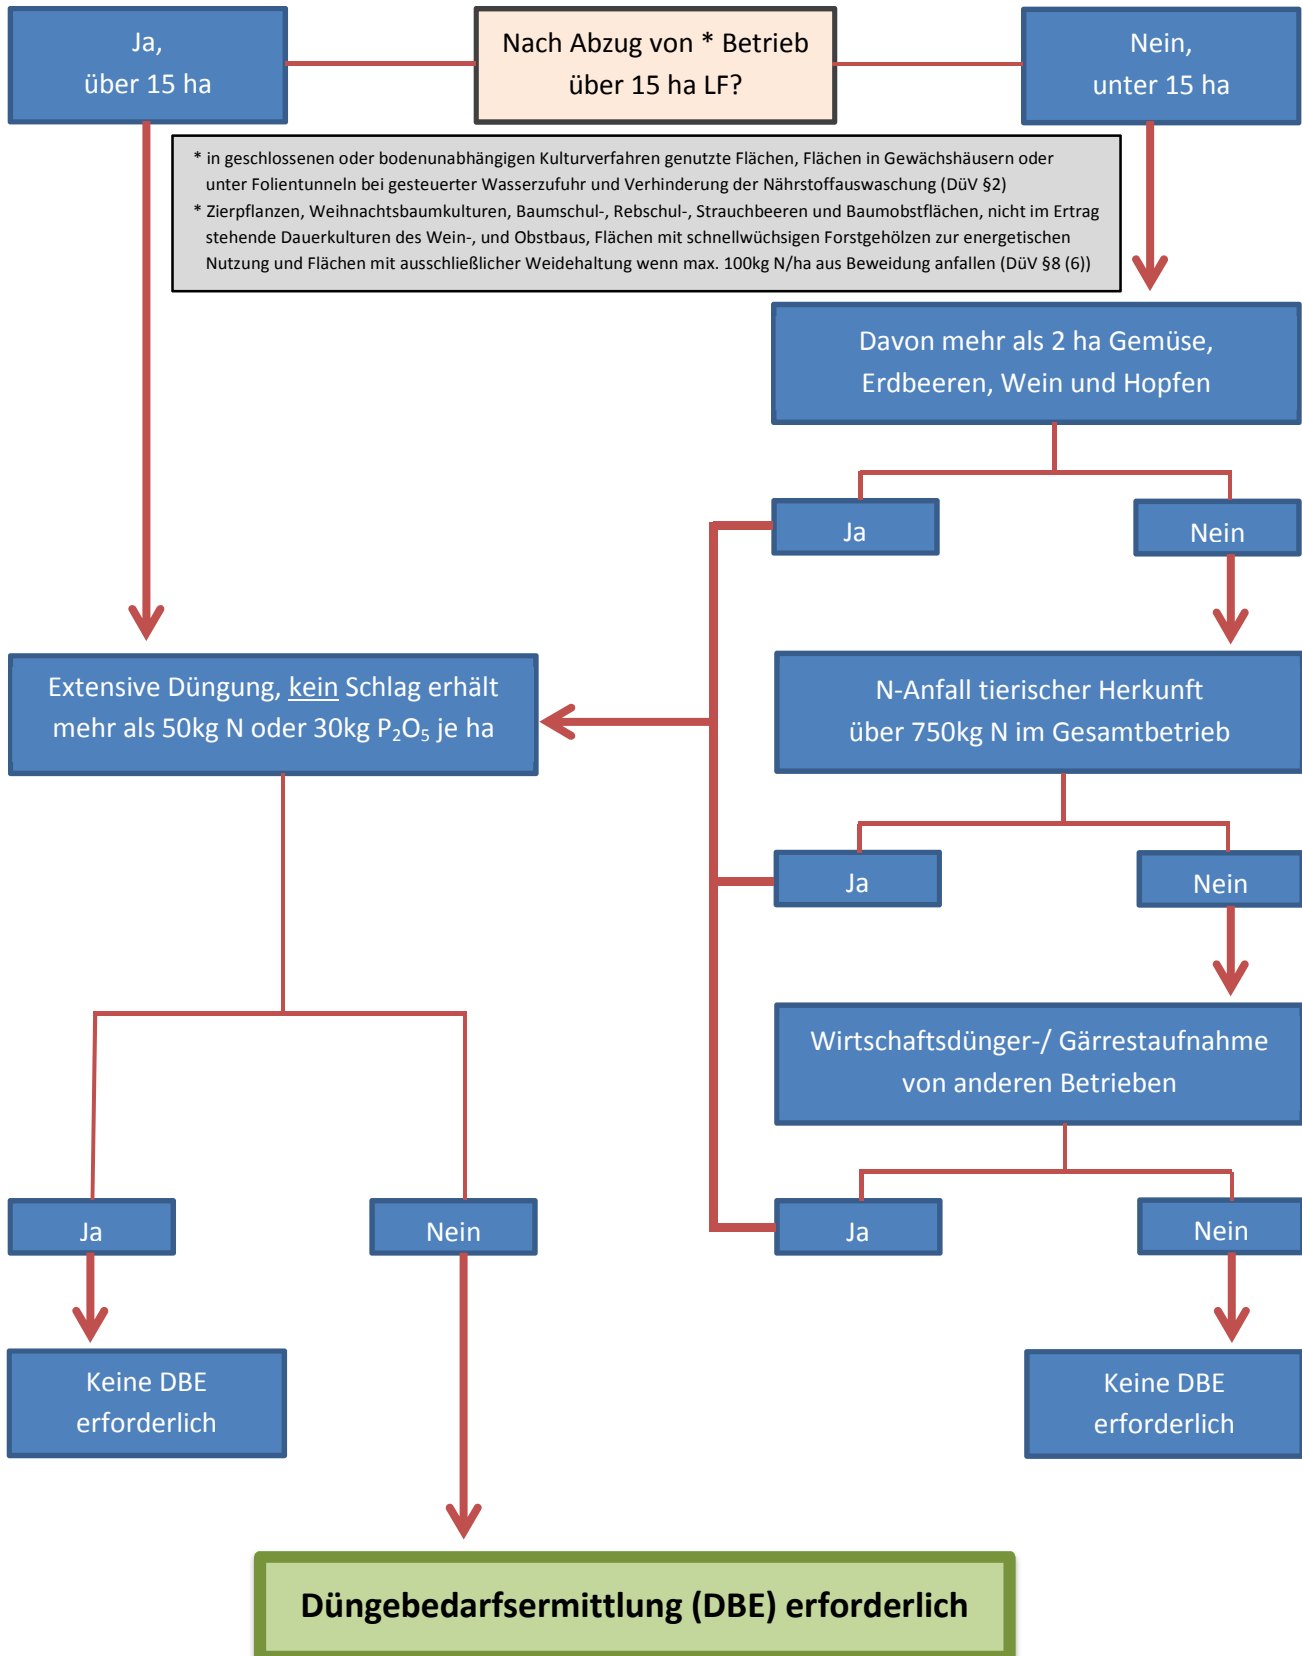 Ja,
über 15 ha
Nach Abzug von * Betrieb
über 15 ha LF?
Nein,
unter 15 ha
* in geschlossenen oder bodenunabhängigen Kulturverfahren genutzte Flächen, Flächen in Gewächshäusern oder
unter Folientunneln bei gesteuerter Wasserzufuhr und Verhinderung der Nährstoffauswaschung (DüV §2)
* Zierpflanzen, Weihnachtsbaumkulturen, Baumschul-, Rebschul-, Strauchbeeren und Baumobstflächen, nicht im Ertrag
stehende Dauerkulturen des Wein-, und Obstbaus, Flächen mit schnellwüchsigen Forstgehölzen zur energetischen
Nutzung und Flächen mit ausschließlicher Weidehaltung wenn max. 100kg N/ha aus Beweidung anfallen (DüV §8 (6))
Davon mehr als 2 ha Gemüse,
Erdbeeren, Wein und Hopfen
Ja
Nein
Extensive Düngung, kein Schlag erhält
mehr als 50kg N oder 30kg P₂O₅ je ha
N-Anfall tierischer Herkunft
über 750kg N im Gesamtbetrieb
Ja
Nein
Wirtschaftsdünger-/ Gärrestaufnahme
von anderen Betrieben
Ja
Nein
Ja
Nein
Keine DBE
erforderlich
Keine DBE
erforderlich
Düngebedarfsermittlung (DBE) erforderlich